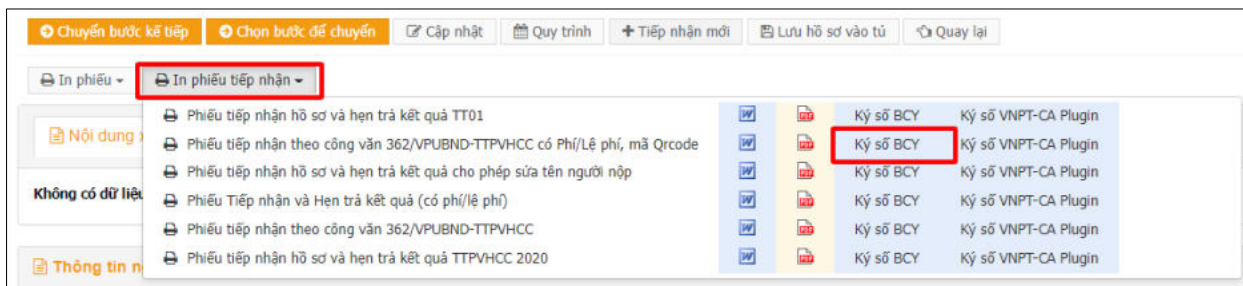 Chuyển bước kế tiếp Chọn bước để chuyển Cập nhật Quy trình Tiếp nhận mới Lưu hồ sơ vào tủ Quay lại
In phiếu In phiếu tiếp nhận
Phiếu tiếp nhận hồ sơ và hẹn trả kết quả TT01 Ký số BCY Ký số VNPT-CA Plugin
Nội dung Phiếu tiếp nhận theo công văn 362/VPUBND-TTPVHCC có Phí/Lệ phí, mã Qrcode Ký số BCY Ký số VNPT-CA Plugin
Phiếu tiếp nhận hồ sơ và hẹn trả kết quả cho phép sửa tên người nộp Ký số BCY Ký số VNPT-CA Plugin
Không có dữ liệu Phiếu Tiếp nhận và Hẹn trả kết quả (có phí/lệ phí) Ký số BCY Ký số VNPT-CA Plugin
Phiếu tiếp nhận theo công văn 362/VPUBND-TTPVHCC Ký số BCY Ký số VNPT-CA Plugin
Thông tin Phiếu tiếp nhận hồ sơ và hẹn trả kết quả TTPVHCC 2020 Ký số BCY Ký số VNPT-CA Plugin